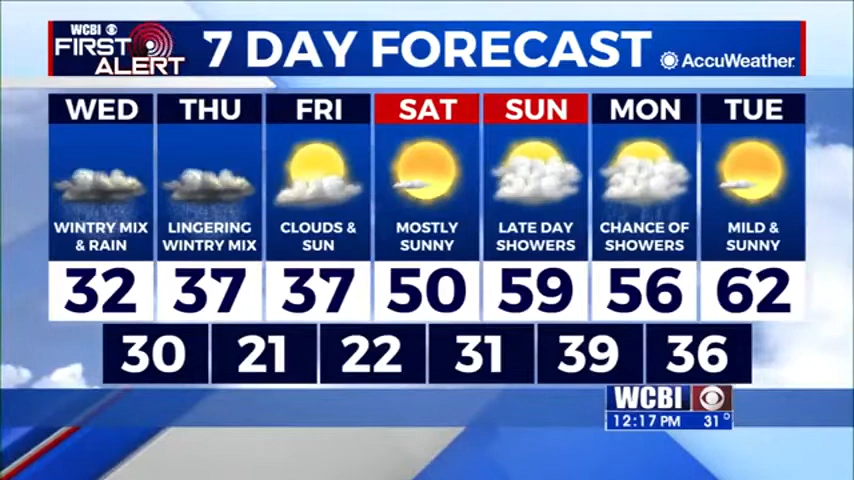 WCBI
FIRST
ALERT
7 DAY FORECAST
AccuWeather
WED THU FRI SAT SUN MON TUE
WINTRY MIX & RAIN
LINGERING WINTRY MIX
CLOUDS & SUN
MOSTLY SUNNY
LATE DAY SHOWERS
CHANCE OF SHOWERS
MILD & SUNNY
32 37 37 50 59 56 62
30 21 22 31 39 36
WCBI
12:17 PM 31°